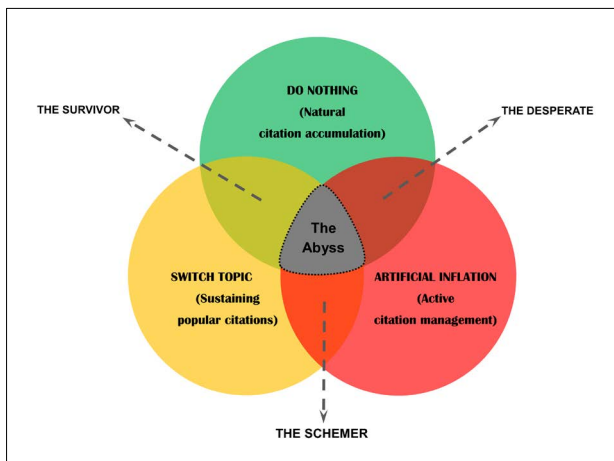 DO NOTHING
(Natural
citation accumulation)
THE SURVIVOR
THE DESPERATE
The
Abyss
SWITCH TOPIC
(Sustaining
popular citations)
ARTIFICIAL INFLATION
(Active
citation management)
THE SCHEMER